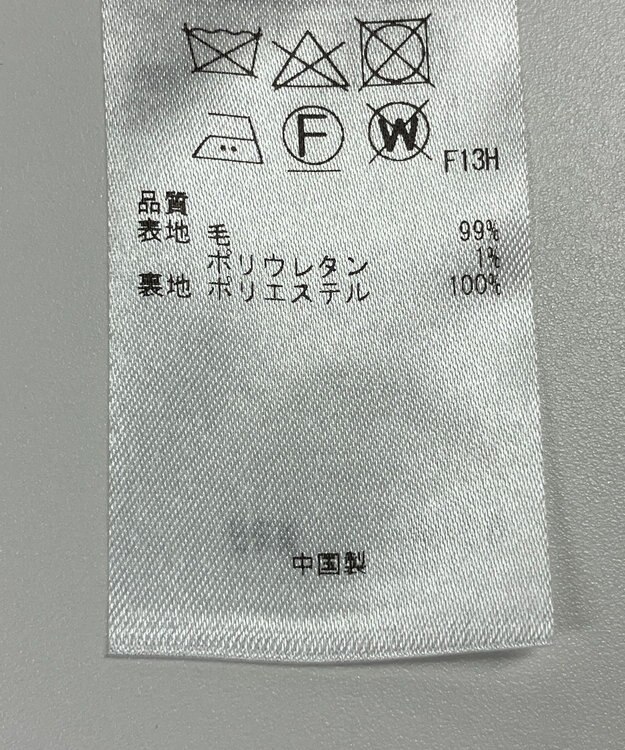 F W F13H
品質
表地 毛 99%
ポリウレタン 1%
裏地 ポリエステル 100%
中国製